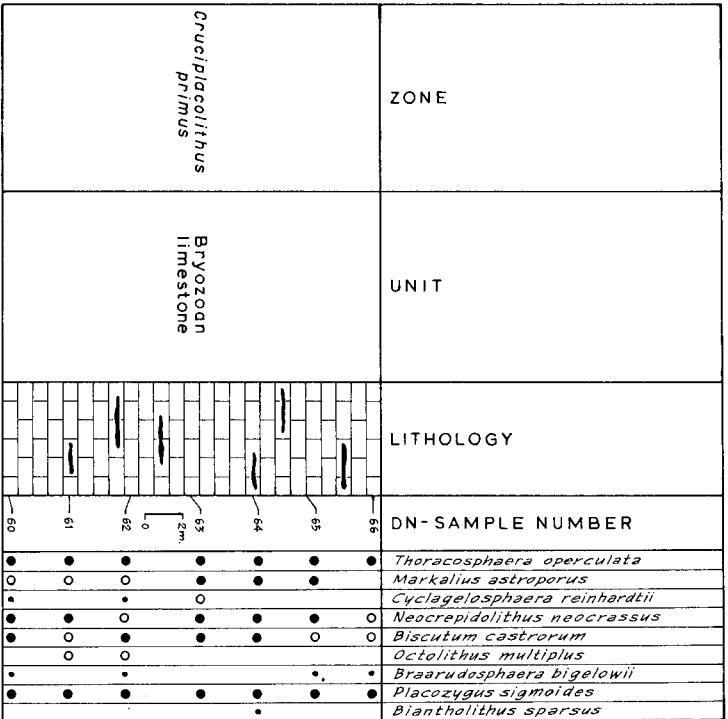 Cruciplacolithus
primus
ZONE
Bryozoan
limestone
UNIT
LITHOLOGY
60 61 62 0 2m. 63 64 65 66
DN-SAMPLE NUMBER
Thoracosphaera operculata
Markalius astroporus
Cyclagelosphaera reinhardtii
Neocrepidolithus neocrassus
Biscutum castrorum
Octolithus multiplus
Braarudosphaera bigelowii
Placozygus sigmoides
Biantholithus sparsus